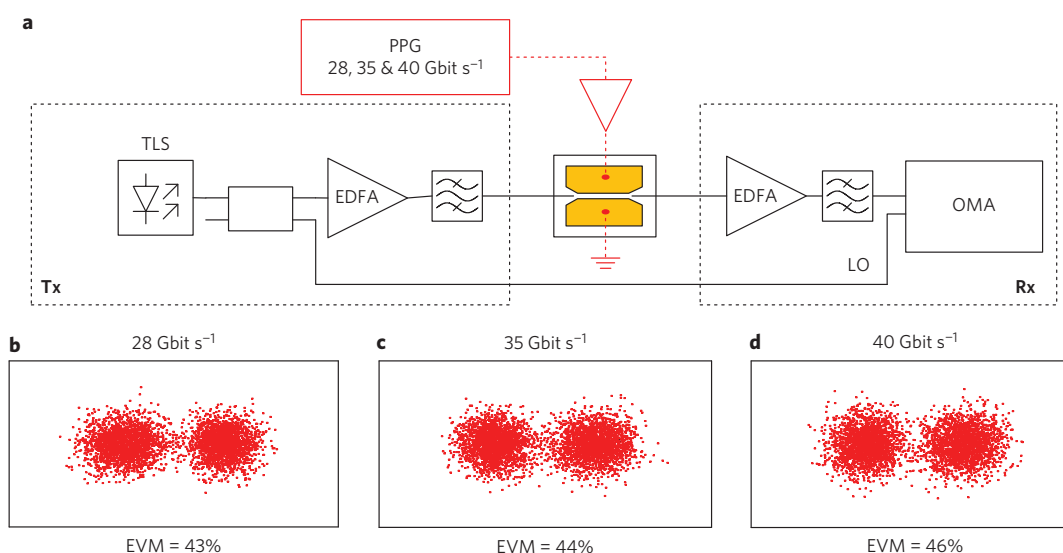 a
PPG
28, 35 & 40 Gbit s⁻¹
TLS
EDFA
EDFA
OMA
LO
Tx
Rx
b
28 Gbit s⁻¹
c
35 Gbit s⁻¹
d
40 Gbit s⁻¹
EVM = 43%
EVM = 44%
EVM = 46%